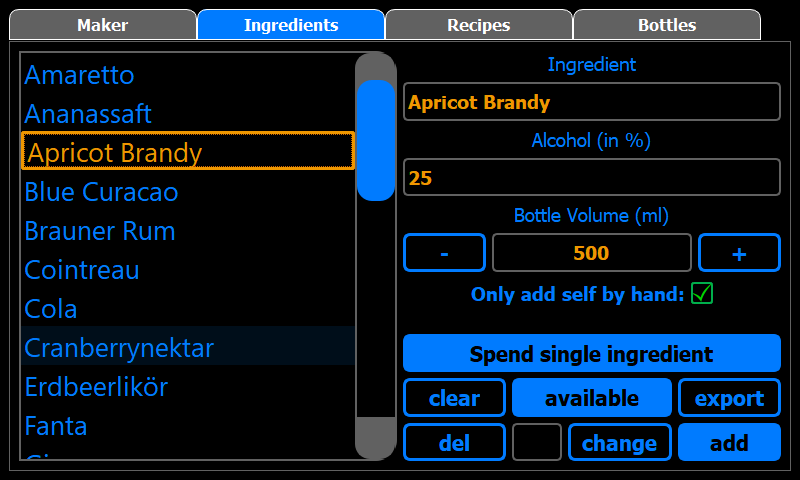 Maker Ingredients Recipes Bottles
Amaretto
Ananassaft
Apricot Brandy
Blue Curacao
Brauner Rum
Cointreau
Cola
Cranberrynektar
Erdbeerlikör
Fanta
Ingredient
Apricot Brandy
Alcohol (in %)
25
Bottle Volume (ml)
- 500 +
Only add self by hand:
Spend single ingredient
clear available export
del change add